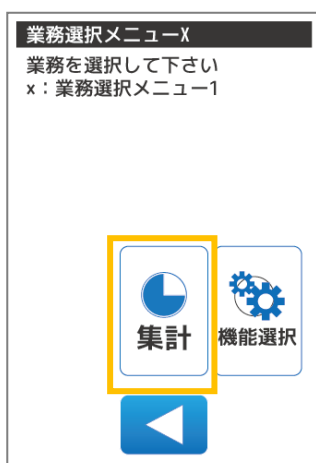 業務選択メニューX
業務を選択して下さい
x：業務選択メニュー1
集計
機能選択